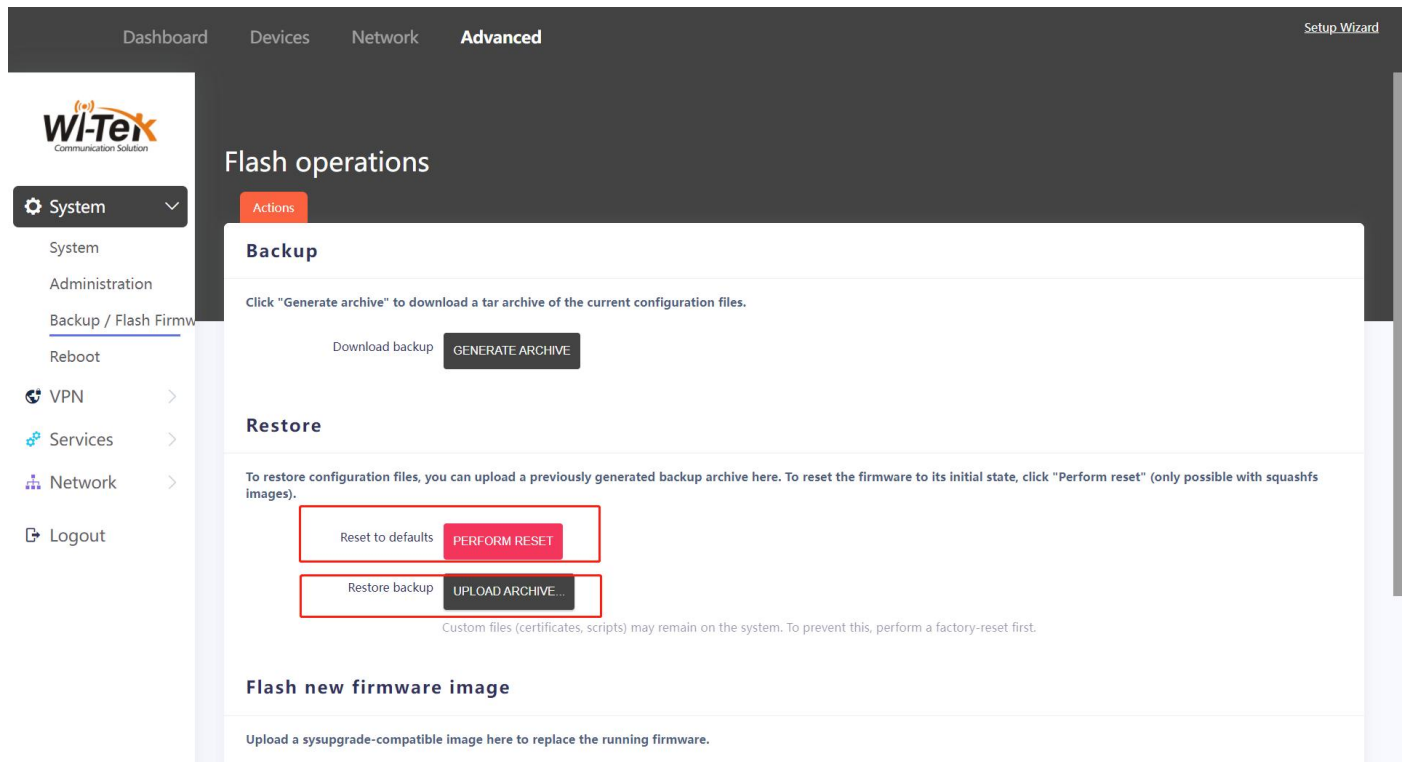 Dashboard Devices Network Advanced
Setup Wizard
WI-Tek
Communication Solution
System
System
Administration
Backup / Flash Firmw
Reboot
VPN
Services
Network
Logout
Flash operations
Actions
Backup
Click "Generate archive" to download a tar archive of the current configuration files.
Download backup GENERATE ARCHIVE
Restore
To restore configuration files, you can upload a previously generated backup archive here. To reset the firmware to its initial state, click "Perform reset" (only possible with squashfs
images).
Reset to defaults PERFORM RESET
Restore backup UPLOAD ARCHIVE...
Custom files (certificates, scripts) may remain on the system. To prevent this, perform a factory-reset first.
Flash new firmware image
Upload a sysupgrade-compatible image here to replace the running firmware.